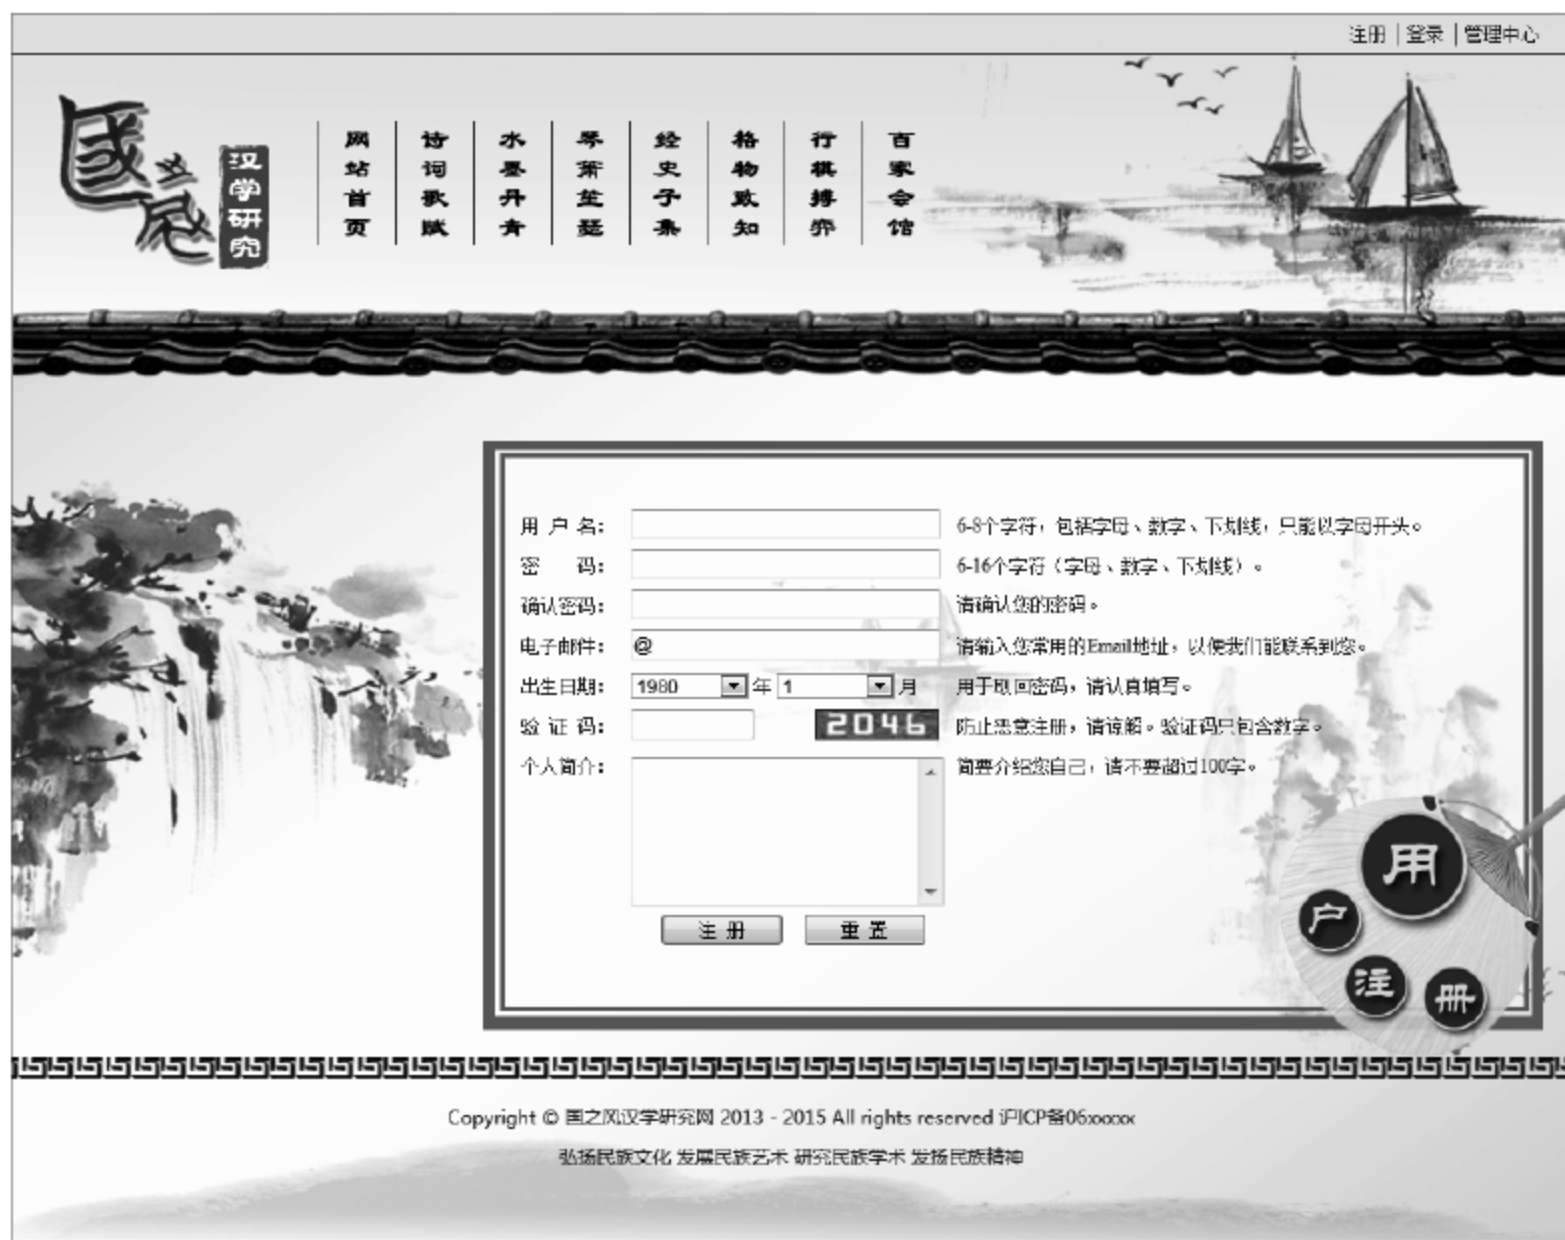 注册 | 登录 | 管理中心
國之风
汉学研究
网站首页
诗词歌赋
水墨丹青
琴箫笙瑟
经史子集
格物致知
行棋搏弈
百家会馆
用 户 名： 6-8个字符，包括字母、数字、下划线，只能以字母开头。
密 码： 6-16个字符（字母、数字、下划线）。
确认密码： 请确认您的密码。
电子邮件： @ 请输入您常用的Email地址，以便我们能联系到您。
出生日期： 1980 年 1 月 用于取回密码，请认真填写。
验 证 码： 2046 防止恶意注册，请谅解。验证码只包含数字。
个人简介： 简要介绍您自己，请不要超过100字。
注 册 重 置
用户注册
Copyright © 国之风汉学研究网 2013 - 2015 All rights reserved 沪ICP备06xxxxx
弘扬民族文化 发展民族艺术 研究民族学术 发扬民族精神